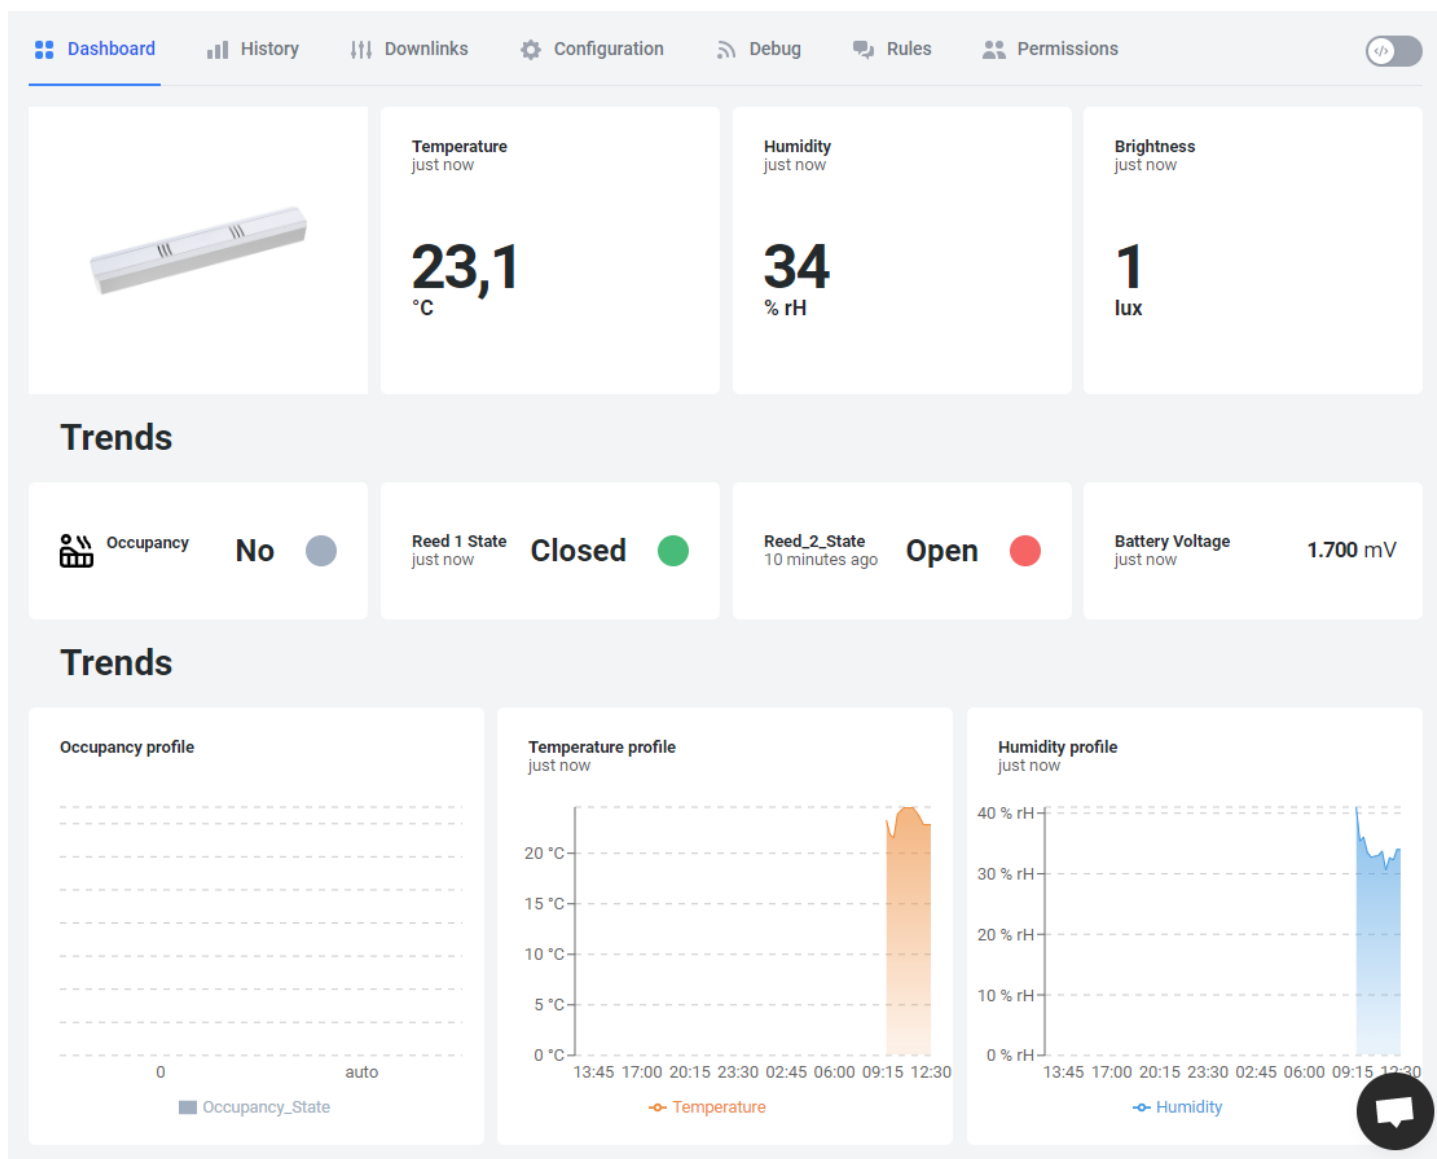 Dashboard History Downlinks Configuration Debug Rules Permissions </>
Temperature
just now
23,1
°C
Humidity
just now
34
% rH
Brightness
just now
1
lux
Trends
Occupancy No
Reed 1 State
just now
Closed
Reed_2_State
10 minutes ago
Open
Battery Voltage
just now
1.700 mV
Trends
Occupancy profile
0 auto
Occupancy_State
Temperature profile
just now
20 °C
15 °C
10 °C
5 °C
0 °C
13:45 17:00 20:15 23:30 02:45 06:00 09:15 12:30
Temperature
Humidity profile
just now
40 % rH
30 % rH
20 % rH
10 % rH
0 % rH
13:45 17:00 20:15 23:30 02:45 06:00 09:15 12:30
Humidity